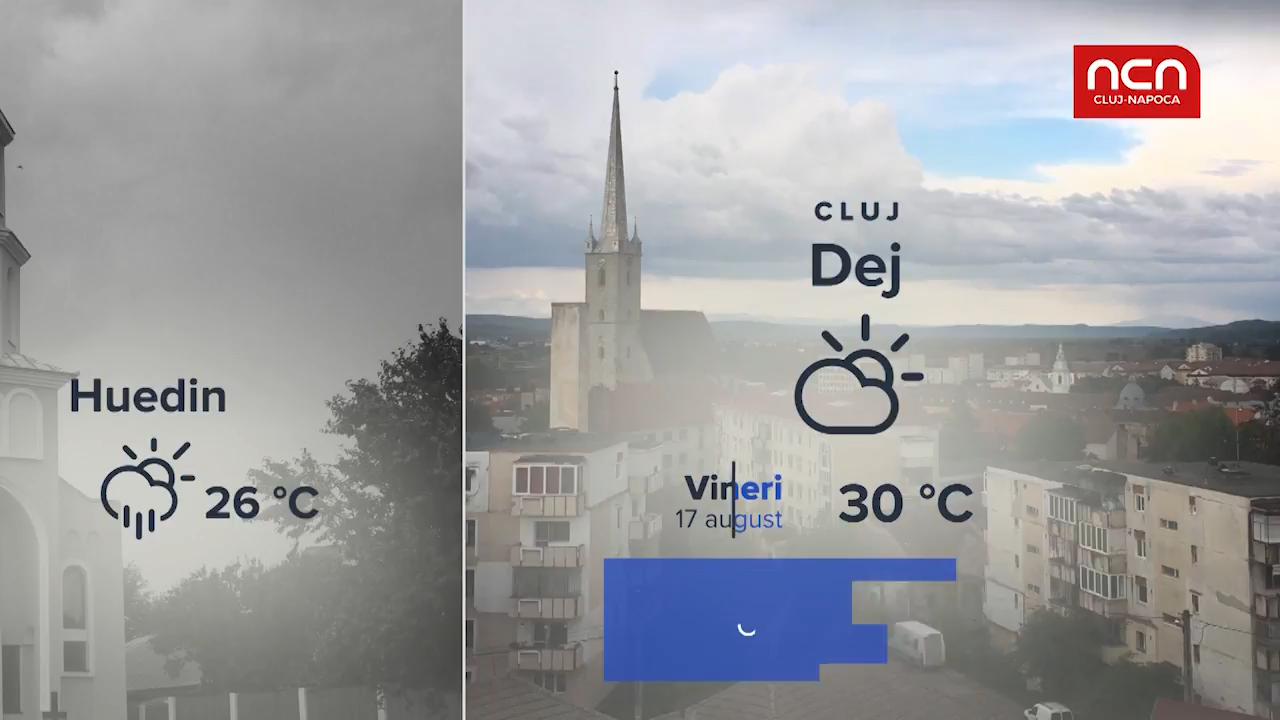 Huedin
26 °C
ncn
CLUJ-NAPOCA
CLUJ
Dej
Vineri
17 august
30 °C